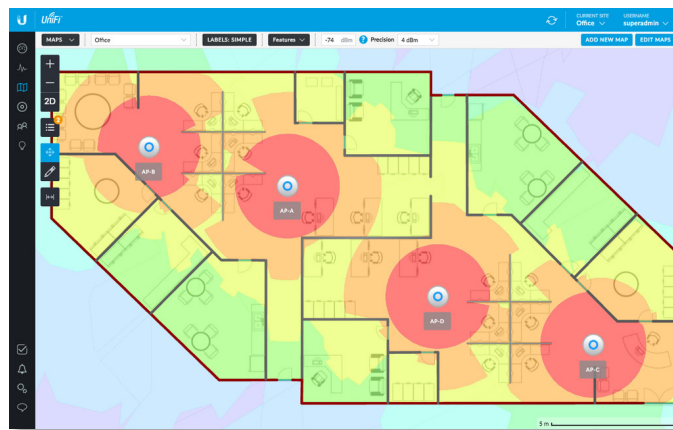 U UniFi
CURRENT SITE
Office
USERNAME
superadmin
MAPS
Office
LABELS: SIMPLE
Features
-74 dBm
?
Precision
4 dBm
ADD NEW MAP
EDIT MAPS
+
−
2D
2
AP-B
AP-A
AP-D
AP-C
5 m